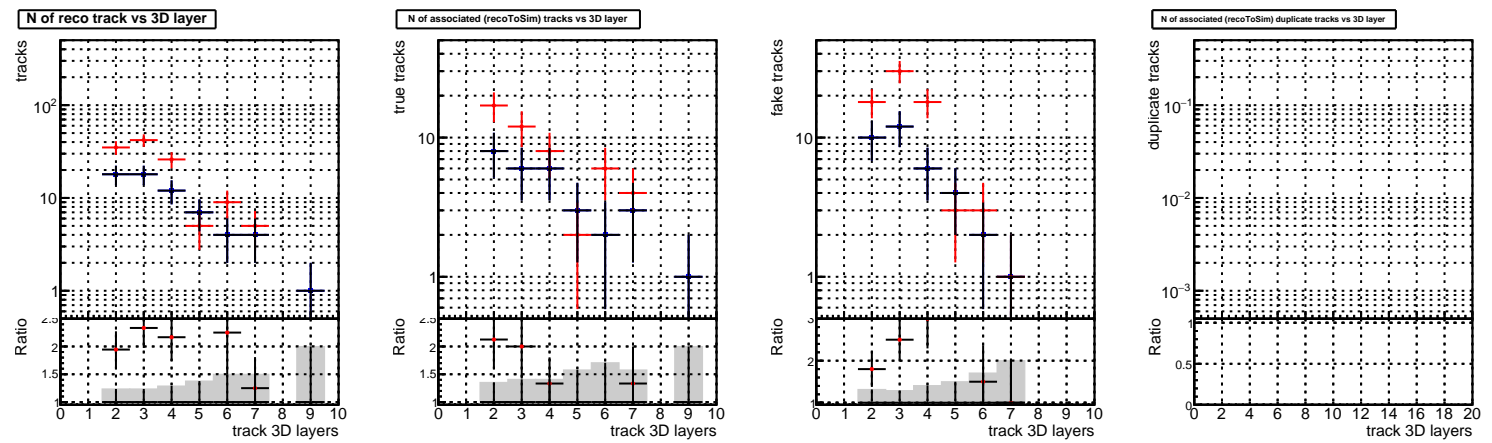 N of reco track vs 3D layer
tracks
10²
10
1
Ratio
2.5
2
1.5
1
0 1 2 3 4 5 6 7 8 9 10
track 3D layers
N of associated (recoToSim) tracks vs 3D layer
true tracks
10
1
Ratio
2.5
2
1.5
1
0 1 2 3 4 5 6 7 8 9 10
track 3D layers
fake tracks
10
1
Ratio
3
2
1
0 1 2 3 4 5 6 7 8 9 10
track 3D layers
N of associated (recoToSim) duplicate tracks vs 3D layer
duplicate tracks
10⁻¹
10⁻²
10⁻³
Ratio
1
0.5
0
0 2 4 6 8 10 12 14 16 18 20
track 3D layers